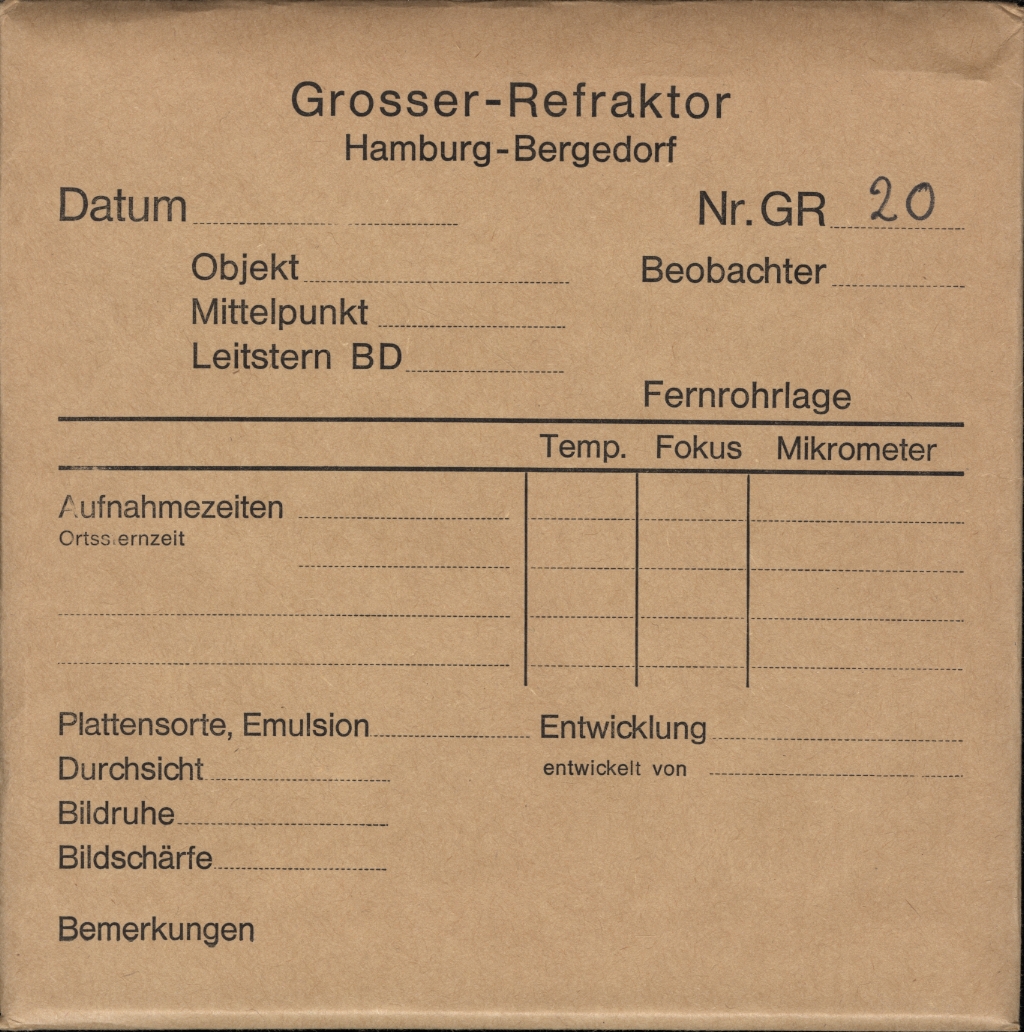 Grosser-Refraktor
Hamburg-Bergedorf
Datum Nr. GR 20
Objekt Beobachter
Mittelpunkt
Leitstern BD
Fernrohrlage
Temp. Fokus Mikrometer
Aufnahmezeiten
Ortssternzeit
Plattensorte, Emulsion Entwicklung
Durchsicht entwickelt von
Bildruhe
Bildschärfe
Bemerkungen